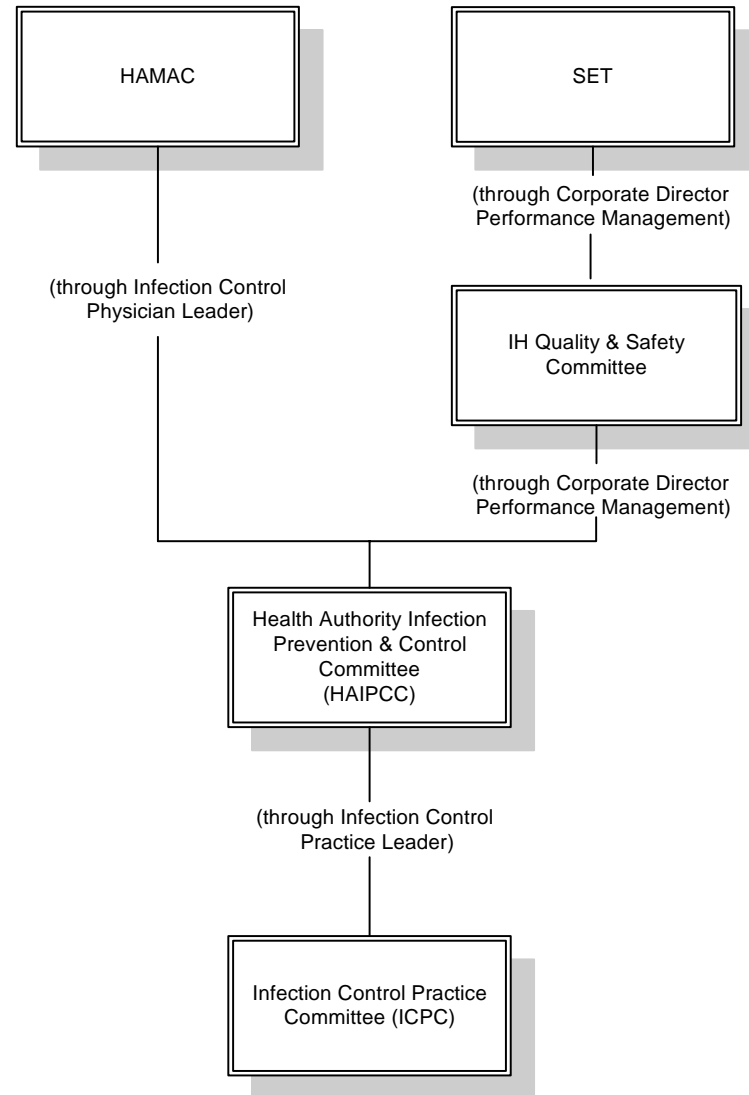 HAMAC
SET
(through Corporate Director
Performance Management)
(through Infection Control
Physician Leader)
IH Quality & Safety
Committee
(through Corporate Director
Performance Management)
Health Authority Infection
Prevention & Control
Committee
(HAIPCC)
(through Infection Control
Practice Leader)
Infection Control Practice
Committee (ICPC)